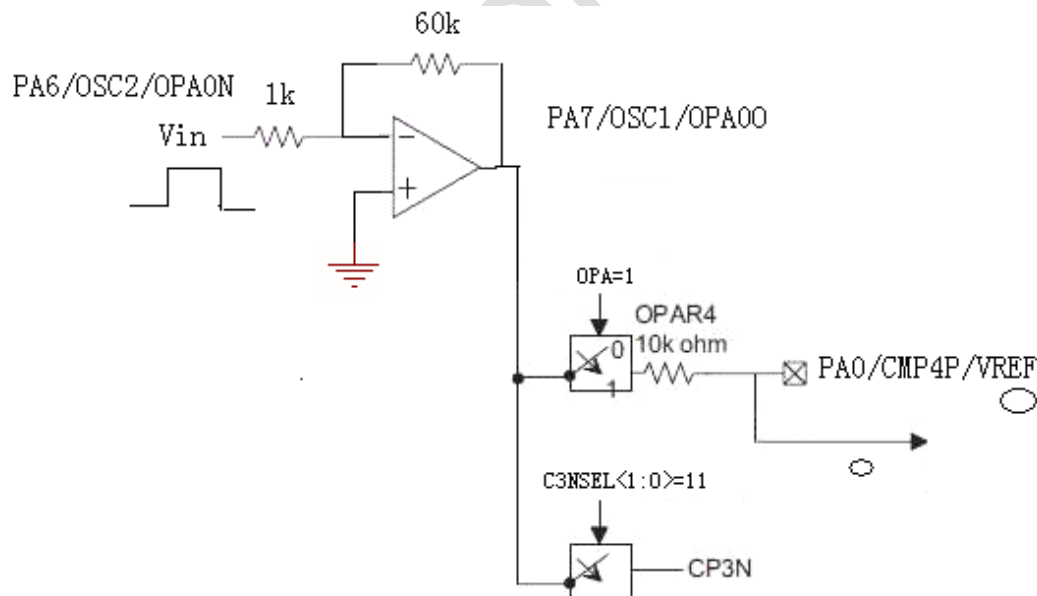 60k
PA6/OSC2/OPA0N
1k
PA7/OSC1/OPA0O
Vin
−
+
OPA=1
OPAR4
0
10k ohm
1
PA0/CMP4P/VREF
C3NSEL<1:0>=11
CP3N